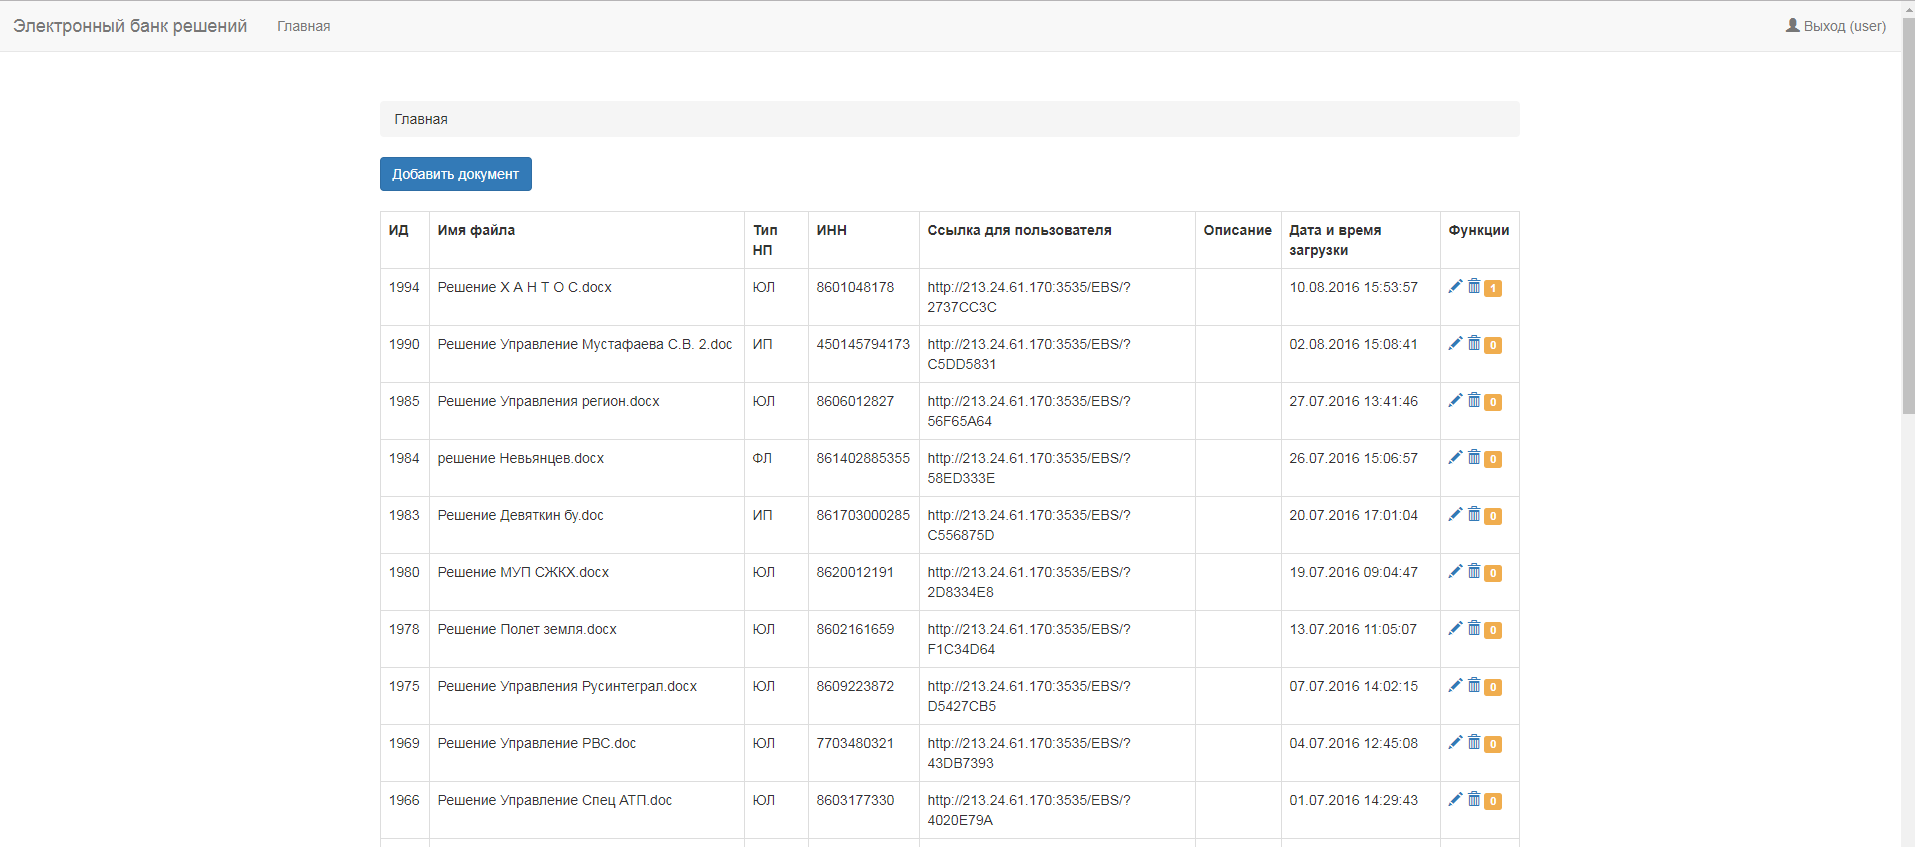 Электронный банк решений Главная Выход (user)
Главная
Добавить документ
ИД Имя файла Тип НП ИНН Ссылка для пользователя Описание Дата и время загрузки Функции
1994 Решение Х А Н Т О С.docx ЮЛ 8601048178 http://213.24.61.170:3535/EBS/?2737CC3C 10.08.2016 15:53:57 1
1990 Решение Управление Мустафаева С.В. 2.doc ИП 450145794173 http://213.24.61.170:3535/EBS/?C5DD5831 02.08.2016 15:08:41 0
1985 Решение Управления регион.docx ЮЛ 8606012827 http://213.24.61.170:3535/EBS/?56F65A64 27.07.2016 13:41:46 0
1984 решение Невьянцев.docx ФЛ 861402885355 http://213.24.61.170:3535/EBS/?58ED333E 26.07.2016 15:06:57 0
1983 Решение Девяткин бу.doc ИП 861703000285 http://213.24.61.170:3535/EBS/?C556875D 20.07.2016 17:01:04 0
1980 Решение МУП СЖКХ.docx ЮЛ 8620012191 http://213.24.61.170:3535/EBS/?2D8334E8 19.07.2016 09:04:47 0
1978 Решение Полет земля.docx ЮЛ 8602161659 http://213.24.61.170:3535/EBS/?F1C34D64 13.07.2016 11:05:07 0
1975 Решение Управления Русинтеграл.docx ЮЛ 8609223872 http://213.24.61.170:3535/EBS/?D5427CB5 07.07.2016 14:02:15 0
1969 Решение Управление РВС.doc ЮЛ 7703480321 http://213.24.61.170:3535/EBS/?43DB7393 04.07.2016 12:45:08 0
1966 Решение Управление Спец АТП.doc ЮЛ 8603177330 http://213.24.61.170:3535/EBS/?4020E79A 01.07.2016 14:29:43 0